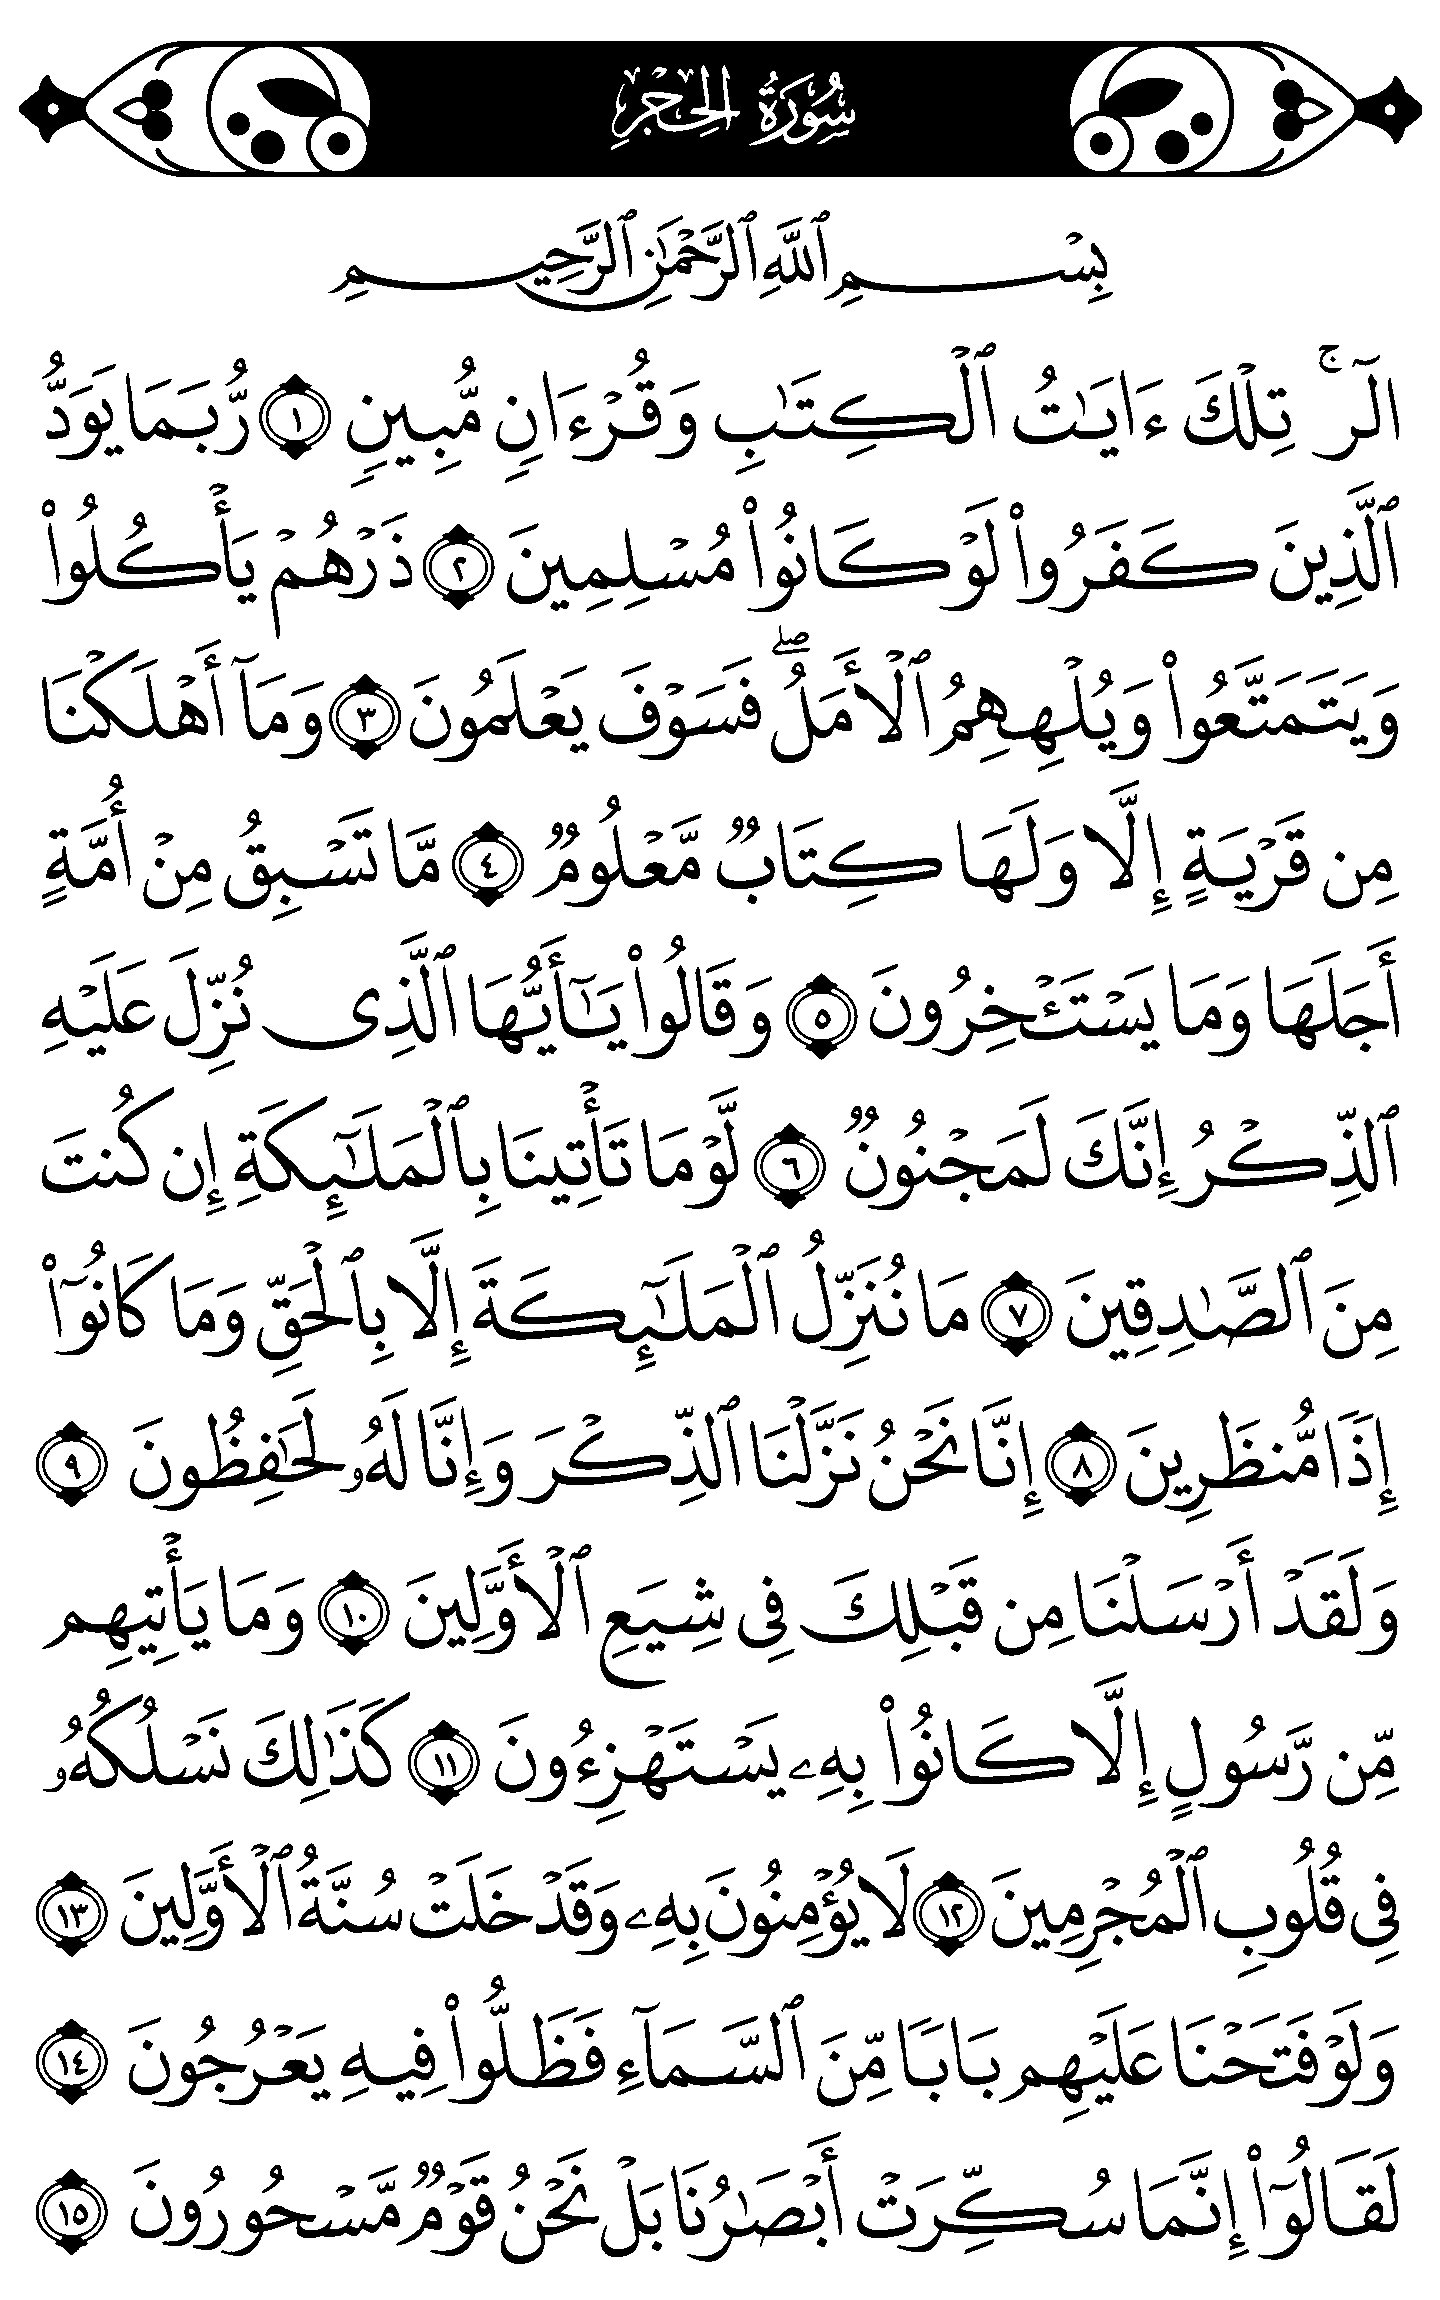 سُورَةُ الحِجْرِ
بِسْمِ ٱللَّهِ ٱلرَّحْمَٰنِ ٱلرَّحِيمِ
الٓرۚ تِلْكَ ءَايَٰتُ ٱلْكِتَٰبِ وَقُرْءَانٍ مُّبِينٍ ١ رُّبَمَا يَوَدُّ
ٱلَّذِينَ كَفَرُوا۟ لَوْ كَانُوا۟ مُسْلِمِينَ ٢ ذَرْهُمْ يَأْكُلُوا۟
وَيَتَمَتَّعُوا۟ وَيُلْهِهِمُ ٱلْأَمَلُۖ فَسَوْفَ يَعْلَمُونَ ٣ وَمَآ أَهْلَكْنَا
مِن قَرْيَةٍ إِلَّا وَلَهَا كِتَابٌ مَّعْلُومٌ ٤ مَّا تَسْبِقُ مِنْ أُمَّةٍ
أَجَلَهَا وَمَا يَسْتَـْٔخِرُونَ ٥ وَقَالُوا۟ يَٰٓأَيُّهَا ٱلَّذِى نُزِّلَ عَلَيْهِ
ٱلذِّكْرُ إِنَّكَ لَمَجْنُونٌ ٦ لَّوْ مَا تَأْتِينَا بِٱلْمَلَٰٓئِكَةِ إِن كُنتَ
مِنَ ٱلصَّٰدِقِينَ ٧ مَا نُنَزِّلُ ٱلْمَلَٰٓئِكَةَ إِلَّا بِٱلْحَقِّ وَمَا كَانُوٓا۟
إِذًا مُّنظَرِينَ ٨ إِنَّا نَحْنُ نَزَّلْنَا ٱلذِّكْرَ وَإِنَّا لَهُۥ لَحَٰفِظُونَ ٩
وَلَقَدْ أَرْسَلْنَا مِن قَبْلِكَ فِى شِيَعِ ٱلْأَوَّلِينَ ١٠ وَمَا يَأْتِيهِم
مِّن رَّسُولٍ إِلَّا كَانُوا۟ بِهِۦ يَسْتَهْزِءُونَ ١١ كَذَٰلِكَ نَسْلُكُهُۥ
فِى قُلُوبِ ٱلْمُجْرِمِينَ ١٢ لَا يُؤْمِنُونَ بِهِۦ وَقَدْ خَلَتْ سُنَّةُ ٱلْأَوَّلِينَ ١٣
وَلَوْ فَتَحْنَا عَلَيْهِم بَابًا مِّنَ ٱلسَّمَآءِ فَظَلُّوا۟ فِيهِ يَعْرُجُونَ ١٤
لَقَالُوٓا۟ إِنَّمَا سُكِّرَتْ أَبْصَٰرُنَا بَلْ نَحْنُ قَوْمٌ مَّسْحُورُونَ ١٥